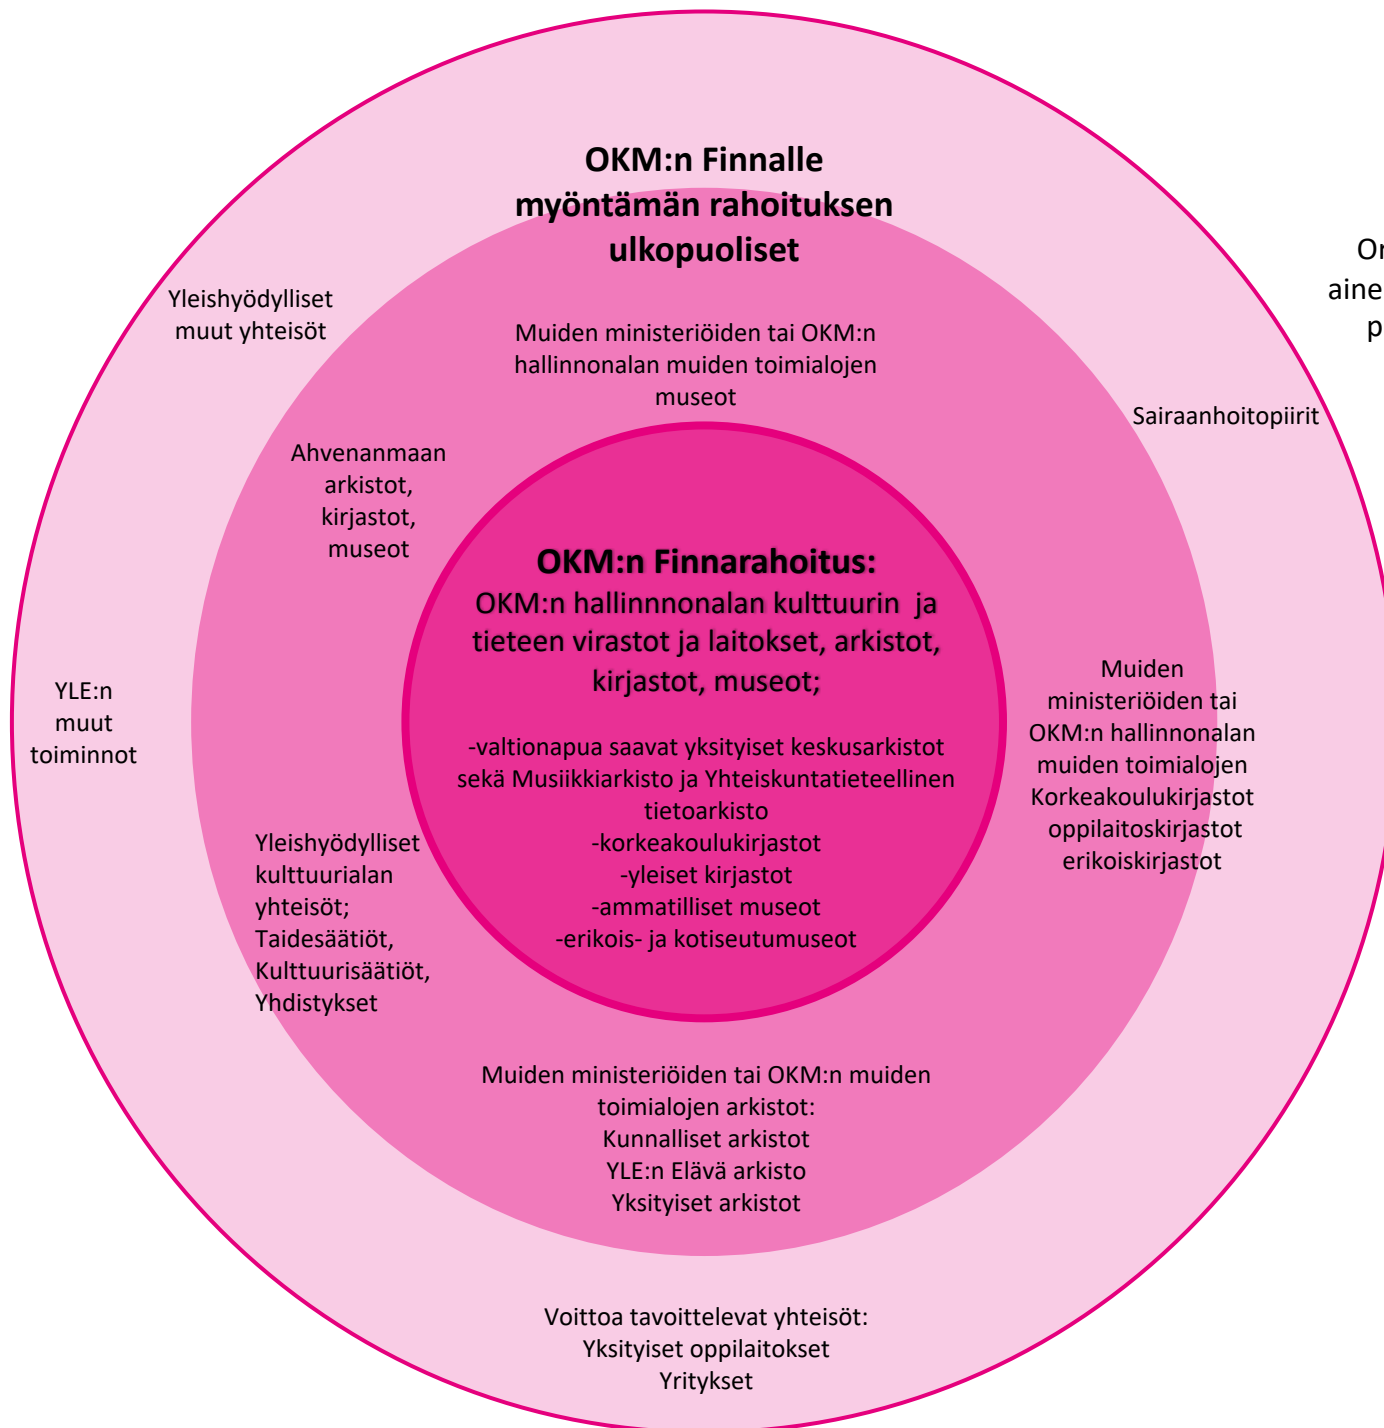 OKM:n Finnalle
myöntämän rahoituksen
ulkopuoliset
Yleishyödylliset
muut yhteisöt
Muiden ministeriöiden tai OKM:n
hallinnonalan muiden toimialojen
museot
Sairaanhoitopiirit
Ahvenanmaan
arkistot,
kirjastot,
museot
OKM:n Finnarahoitus:
OKM:n hallinnnonalan kulttuurin ja
tieteen virastot ja laitokset, arkistot,
kirjastot, museot;
-valtionapua saavat yksityiset keskusarkistot
sekä Musiikkiarkisto ja Yhteiskuntatieteellinen
tietoarkisto
-korkeakoulukirjastot
-yleiset kirjastot
-ammatilliset museot
-erikois- ja kotiseutumuseot
YLE:n
muut
toiminnot
Muiden
ministeriöiden tai
OKM:n hallinnonalan
muiden toimialojen
Korkeakoulukirjastot
oppilaitoskirjastot
erikoiskirjastot
Yleishyödylliset
kulttuurialan
yhteisöt;
Taidesäätiöt,
Kulttuurisäätiöt,
Yhdistykset
Muiden ministeriöiden tai OKM:n muiden
toimialojen arkistot:
Kunnalliset arkistot
YLE:n Elävä arkisto
Yksityiset arkistot
Voittoa tavoittelevat yhteisöt:
Yksityiset oppilaitokset
Yritykset